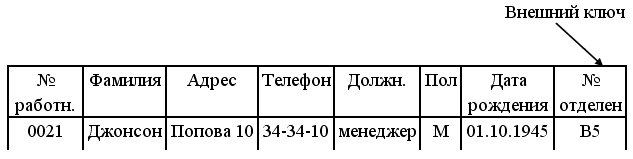 Внешний ключ
№ Фамилия Адрес Телефон Должн. Пол Дата №
работн. рождения отделен
0021 Джонсон Попова 10 34-34-10 менеджер М 01.10.1945 В5